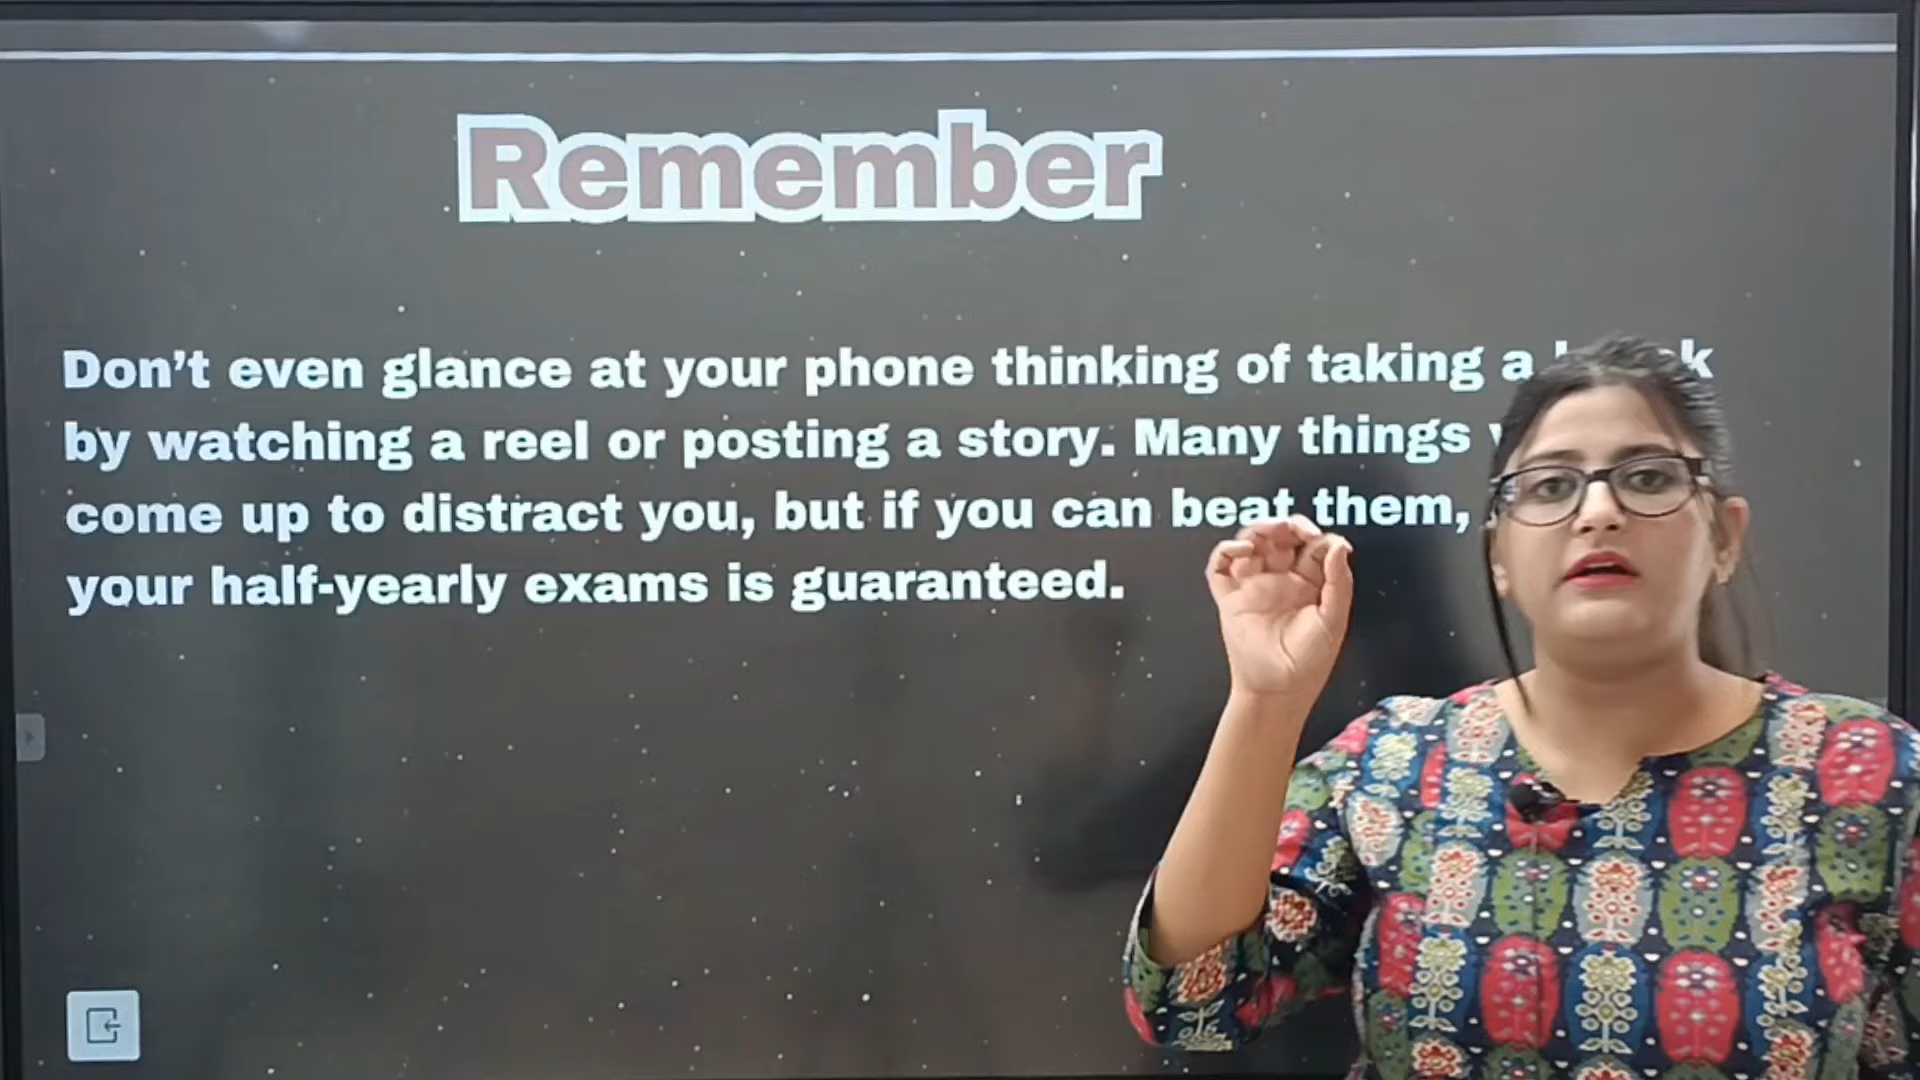 Remember
Don't even glance at your phone thinking of taking a
by watching a reel or posting a story. Many things
come up to distract you, but if you can beat them,
your half-yearly exams is guaranteed.